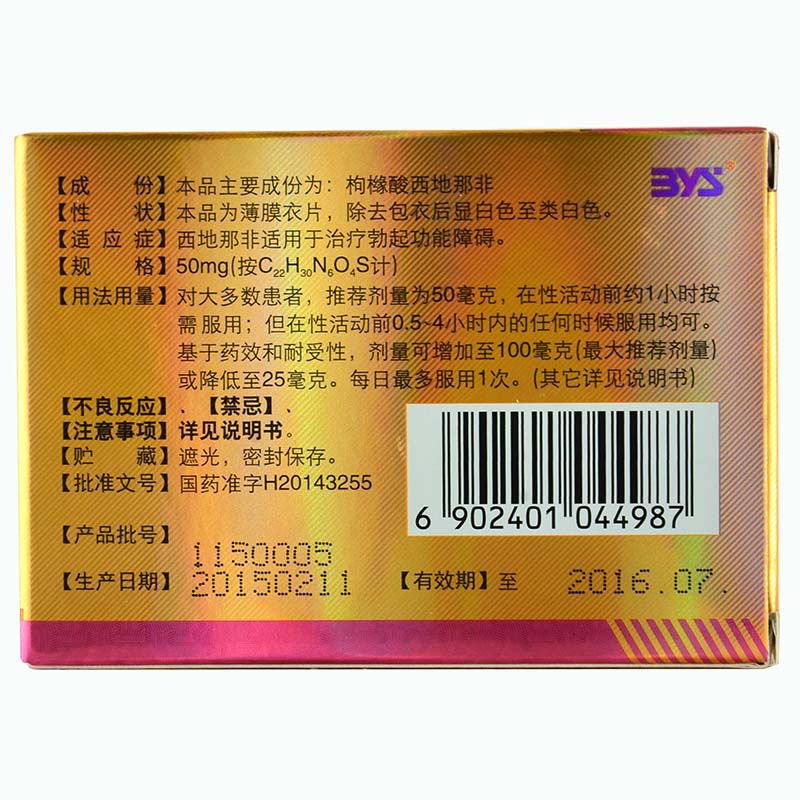 BYS®
【成 份】本品主要成份为：枸橼酸西地那非
【性 状】本品为薄膜衣片，除去包衣后显白色至类白色。
【适 应 症】西地那非适用于治疗勃起功能障碍。
【规 格】50mg(按C₂₂H₃₀N₆O₄S计)
【用法用量】对大多数患者，推荐剂量为50毫克，在性活动前约1小时按
需服用；但在性活动前0.5~4小时内的任何时候服用均可。
基于药效和耐受性，剂量可增加至100毫克(最大推荐剂量)
或降低至25毫克。每日最多服用1次。(其它详见说明书)
【不良反应】、【禁忌】、
【注意事项】详见说明书。
【贮 藏】遮光，密封保存。
【批准文号】国药准字H20143255
6 902401 044987
【产品批号】1150005
【生产日期】20150211
【有效期】至 2016.07.